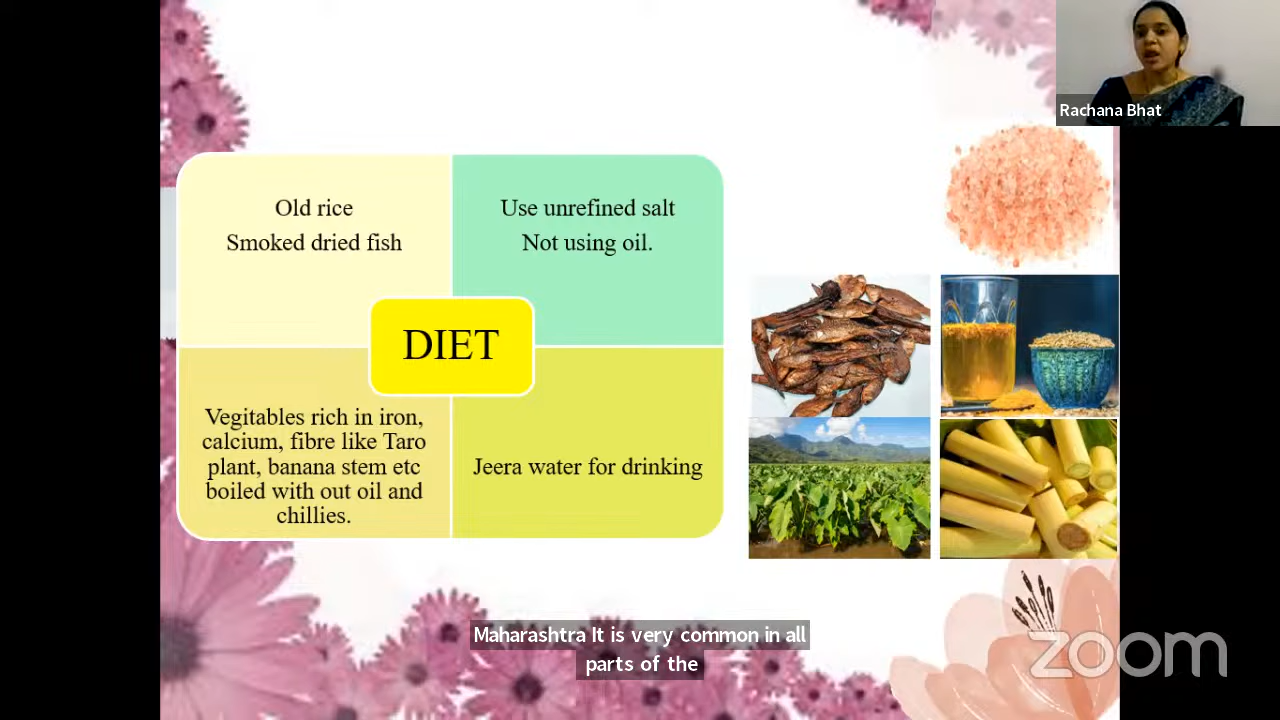 Rachana Bhat
Old rice
Smoked dried fish
Use unrefined salt
Not using oil.
DIET
Vegitables rich in iron,
calcium, fibre like Taro
plant, banana stem etc
boiled with out oil and
chillies.
Jeera water for drinking
Maharashtra It is very common in all
parts of the
zoom